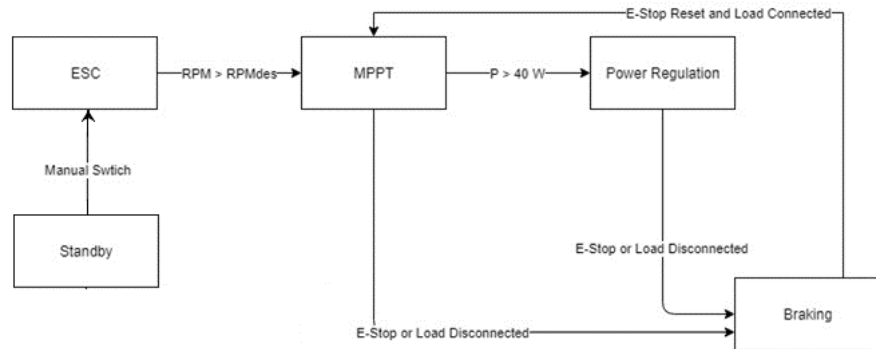 E-Stop Reset and Load Connected
ESC
RPM > RPMdes
MPPT
P > 40 W
Power Regulation
Manual Swtich
Standby
E-Stop or Load Disconnected
Braking
E-Stop or Load Disconnected